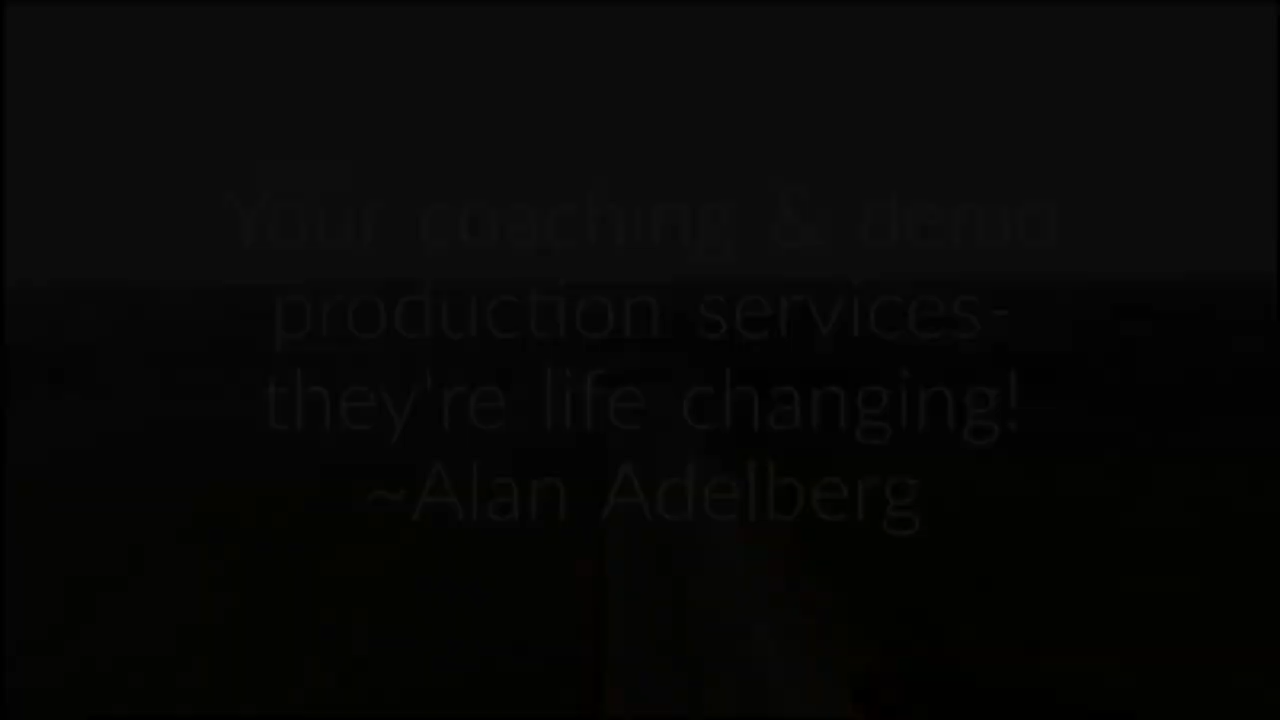 Your coaching & demo
production services-
they're life changing!
~Alan Adelberg